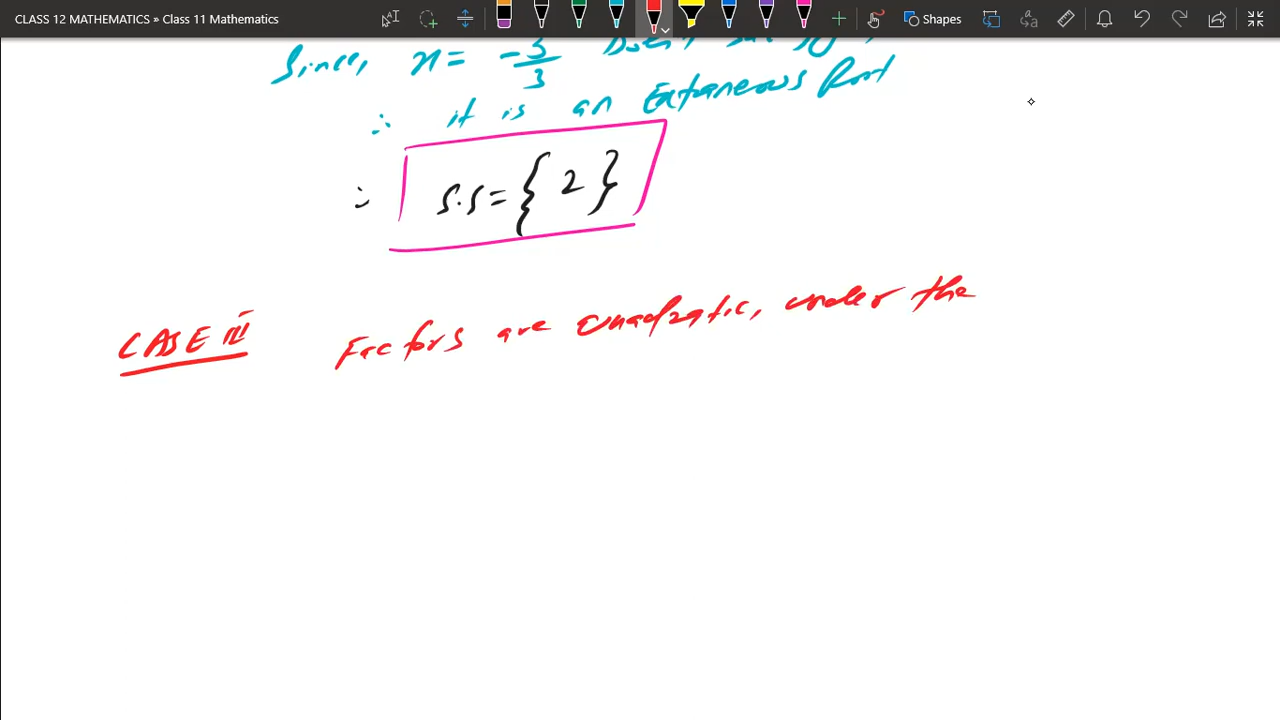 CLASS 12 MATHEMATICS » Class 11 Mathematics
Shapes
Since, x = -5/3
∴ it is an Extraneous Root
∴ S.S = { 2 }
CASE III Factors are Quadratic, under the